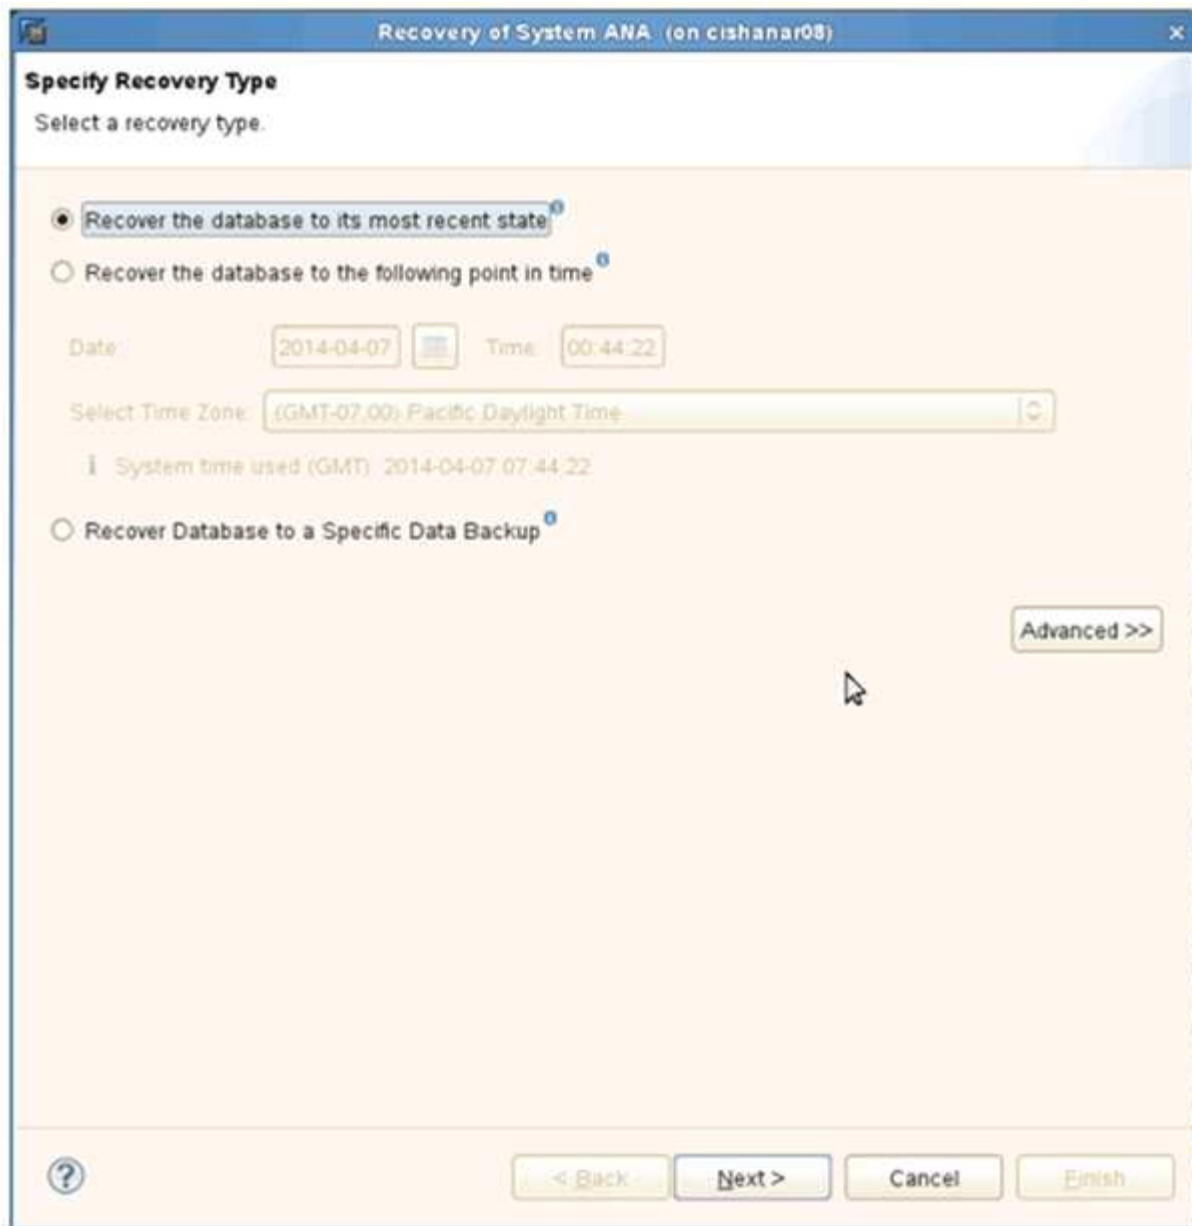 Recovery of System ANA (on cishanar08)
Specify Recovery Type
Select a recovery type.
Recover the database to its most recent state
Recover the database to the following point in time
Date: 2014-04-07 Time: 00:44:22
Select Time Zone: (GMT-07:00) Pacific Daylight Time
i System time used (GMT): 2014-04-07 07:44:22
Recover Database to a Specific Data Backup
Advanced >>
? < Back Next > Cancel Finish